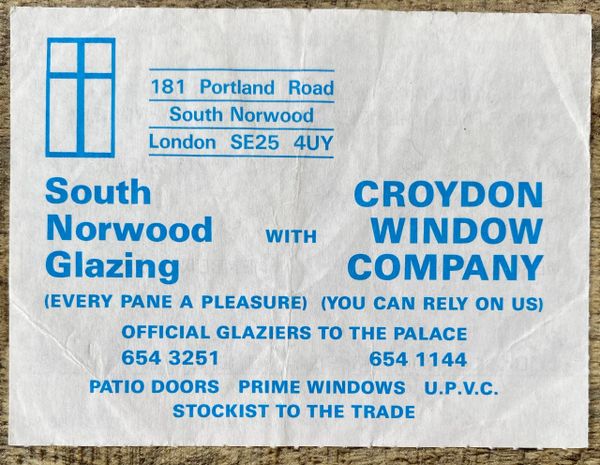 181 Portland Road
South Norwood
London SE25 4UY
South Norwood Glazing
WITH
CROYDON WINDOW COMPANY
(EVERY PANE A PLEASURE) (YOU CAN RELY ON US)
OFFICIAL GLAZIERS TO THE PALACE
654 3251 654 1144
PATIO DOORS PRIME WINDOWS U.P.V.C.
STOCKIST TO THE TRADE